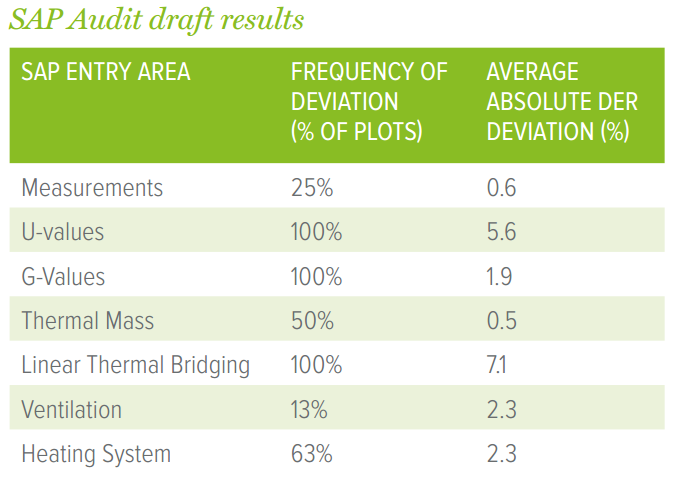 SAP Audit draft results
SAP ENTRY AREA
FREQUENCY OF
DEVIATION
(% OF PLOTS)
AVERAGE
ABSOLUTE DER
DEVIATION (%)
Measurements 25% 0.6
U-values 100% 5.6
G-Values 100% 1.9
Thermal Mass 50% 0.5
Linear Thermal Bridging 100% 7.1
Ventilation 13% 2.3
Heating System 63% 2.3